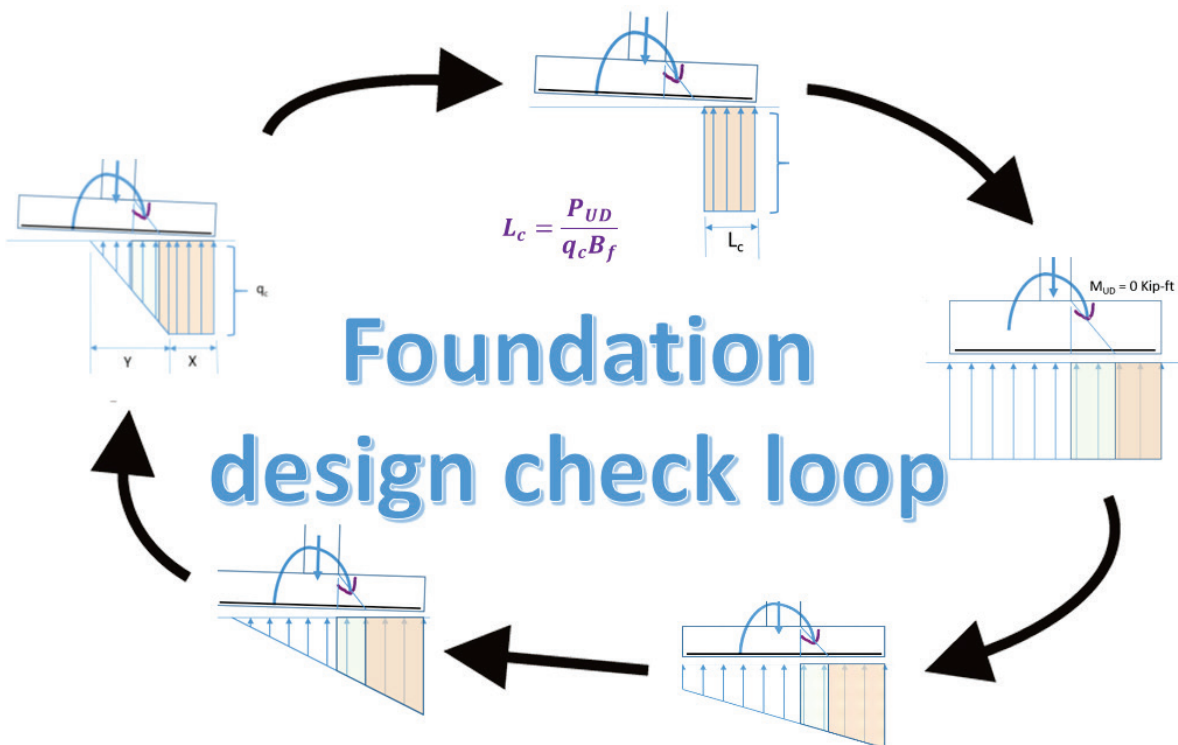 L_c = P_UD / q_c B_f
L_c
q_c
M_UD = 0 Kip-ft
Y
X
Foundation
design check loop